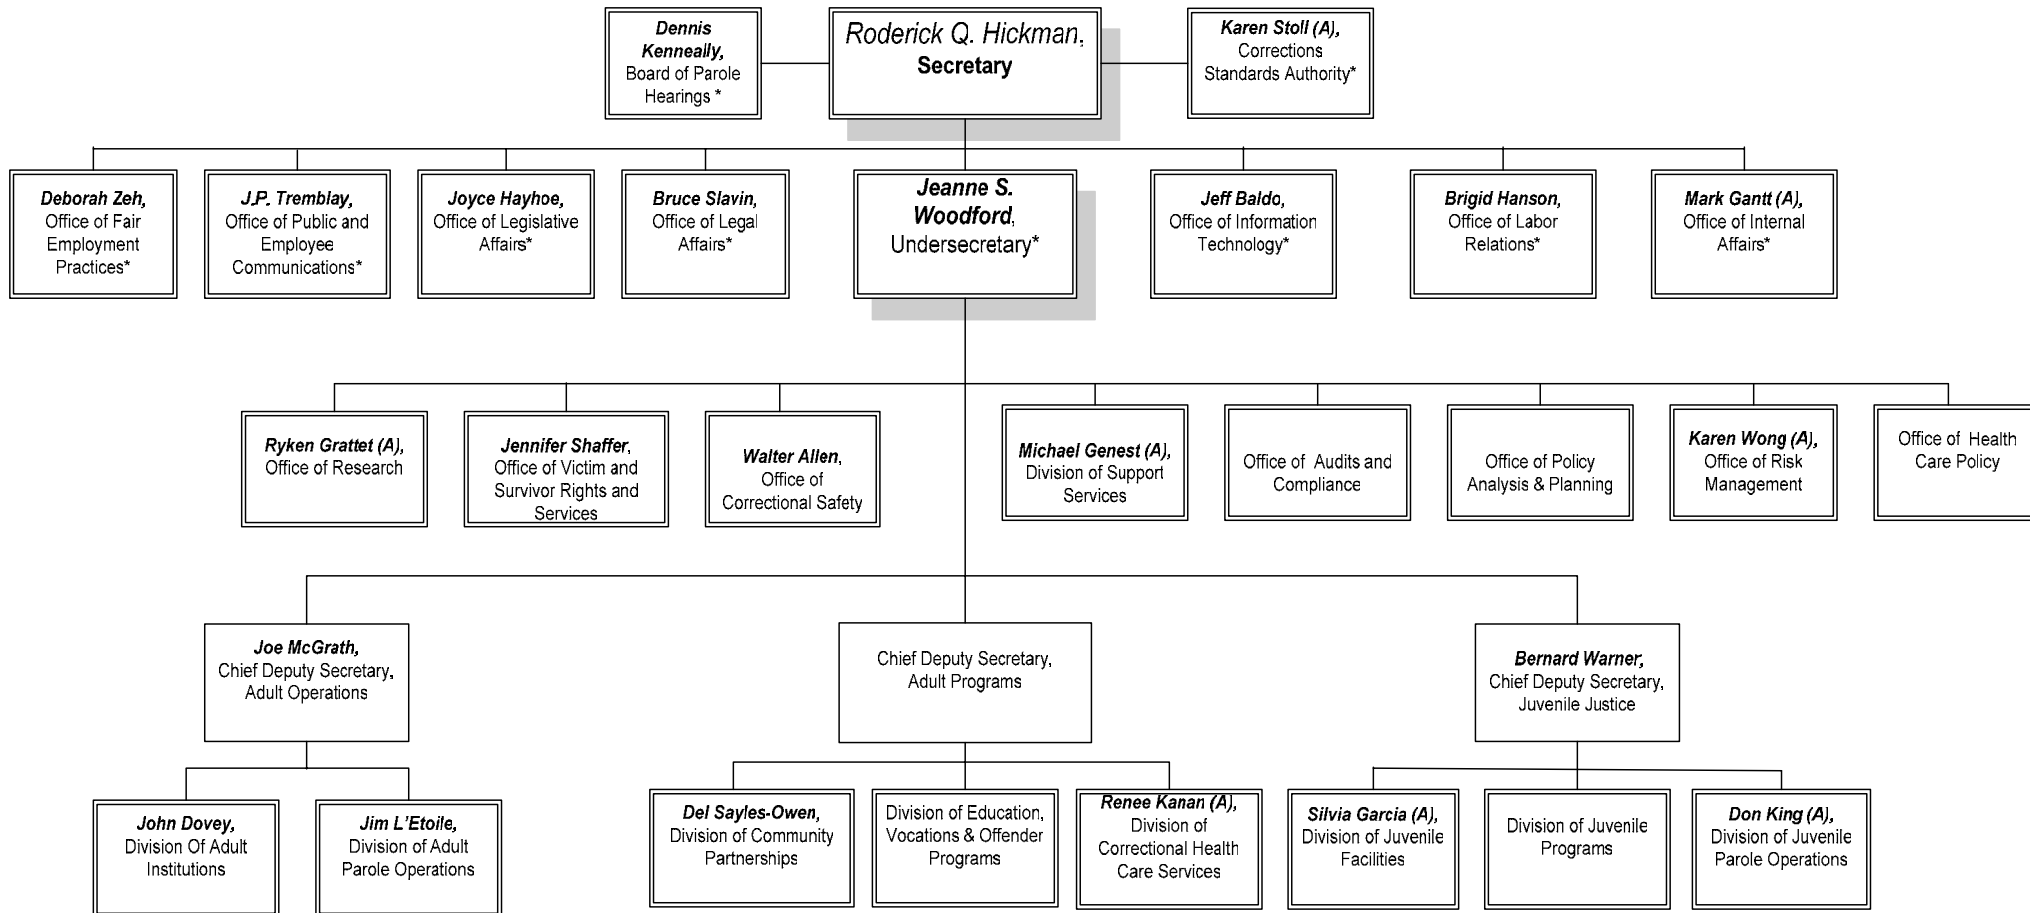 Dennis
Kenneally,
Board of Parole
Hearings *
Roderick Q. Hickman,
Secretary
Karen Stoll (A),
Corrections
Standards Authority*
Deborah Zeh,
Office of Fair
Employment
Practices*
J.P. Tremblay,
Office of Public and
Employee
Communications*
Joyce Hayhoe,
Office of Legislative
Affairs*
Bruce Slavin,
Office of Legal
Affairs*
Jeanne S.
Woodford,
Undersecretary*
Jeff Baldo,
Office of Information
Technology*
Brigid Hanson,
Office of Labor
Relations*
Mark Gantt (A),
Office of Internal
Affairs*
Ryken Grattet (A),
Office of Research
Jennifer Shaffer,
Office of Victim and
Survivor Rights and
Services
Walter Allen,
Office of
Correctional Safety
Michael Genest (A),
Division of Support
Services
Office of Audits and
Compliance
Office of Policy
Analysis & Planning
Karen Wong (A),
Office of Risk
Management
Office of Health
Care Policy
Joe McGrath,
Chief Deputy Secretary,
Adult Operations
Chief Deputy Secretary,
Adult Programs
Bernard Warner,
Chief Deputy Secretary,
Juvenile Justice
John Dovey,
Division Of Adult
Institutions
Jim L'Etoile,
Division of Adult
Parole Operations
Del Sayles-Owen,
Division of Community
Partnerships
Division of Education,
Vocations & Offender
Programs
Renee Kanan (A),
Division of
Correctional Health
Care Services
Silvia Garcia (A),
Division of Juvenile
Facilities
Division of Juvenile
Programs
Don King (A),
Division of Juvenile
Parole Operations